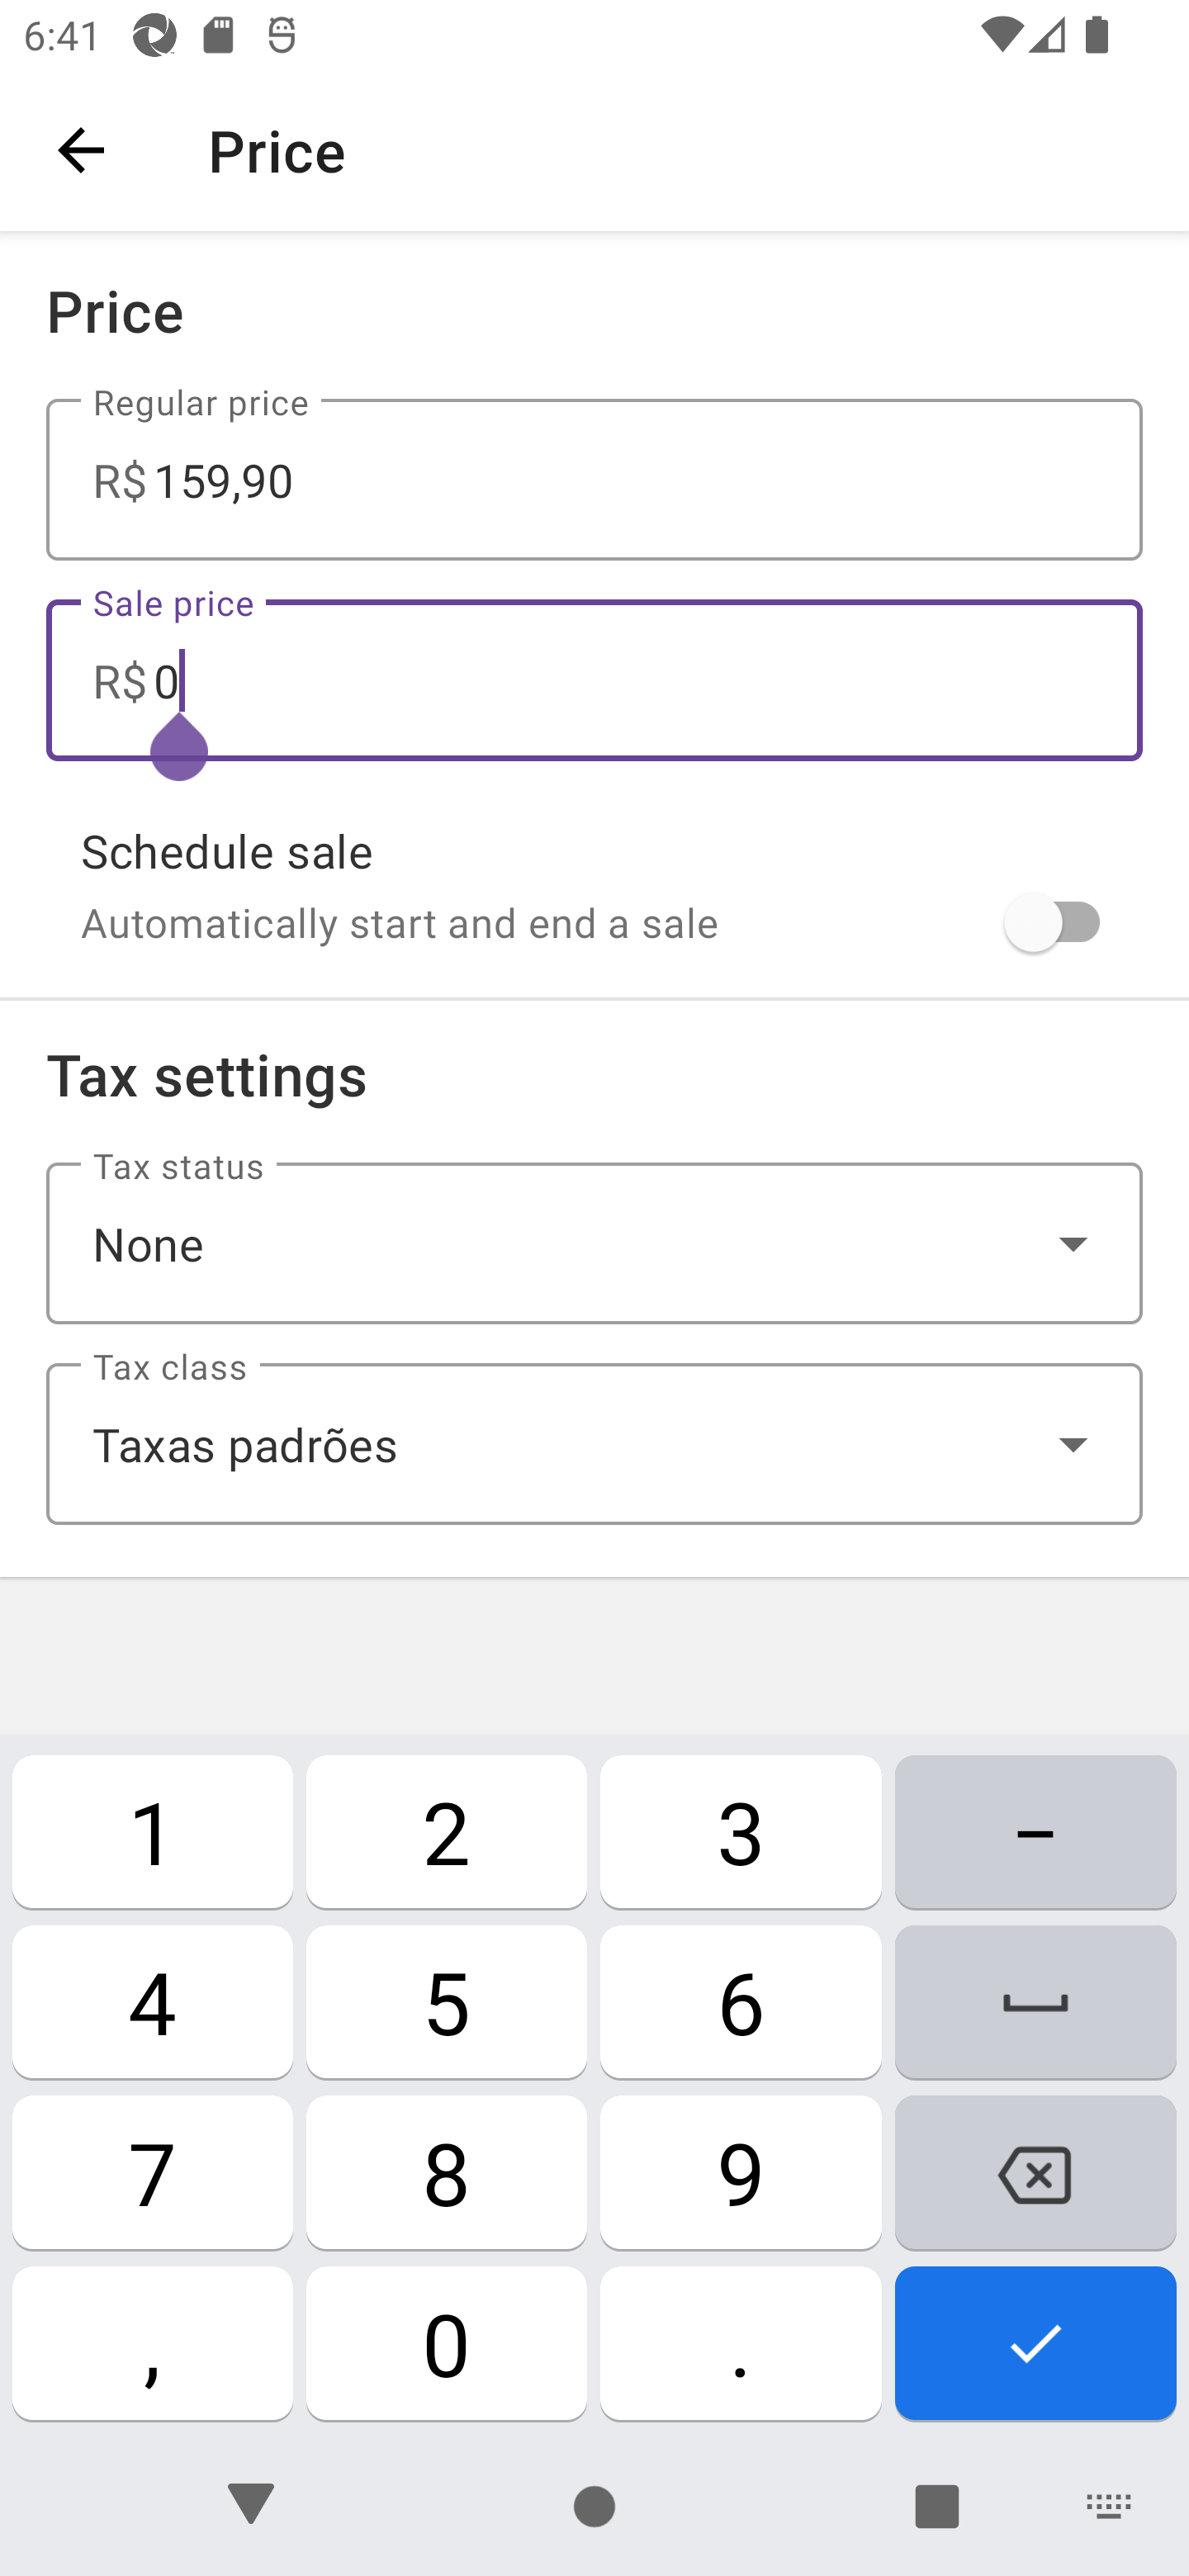 6:41
Price
Price
Regular price
R$ 159,90
Sale price
R$ 0
Schedule sale
Automatically start and end a sale
Tax settings
Tax status
None
Tax class
Taxas padrões
1 2 3 –
4 5 6
7 8 9
, 0 .